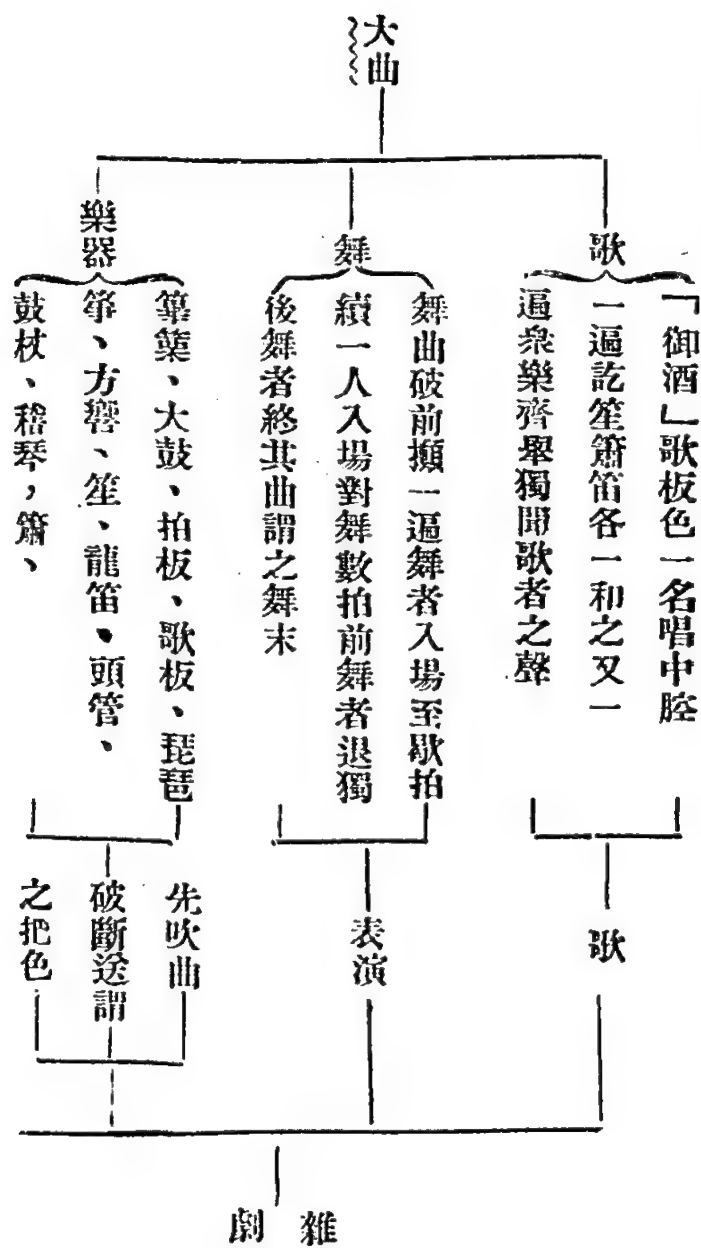 大曲
歌
「御酒」歌板色一名唱中腔
一遍訖笙簫笛各一和之又一
遍衆樂齊舉獨聞歌者之聲
舞
舞曲破前攧一遍舞者入場至歇拍
續一人入場對舞數拍前舞者退獨
後舞者終其曲謂之舞末
樂器
篳篥、大鼓、拍板、歌板、琵琶
箏、方響、笙、龍笛、頭管、
鼓杖、稽琴，簫、
歌
表演
先吹曲
破斷送謂
之把色
雜劇